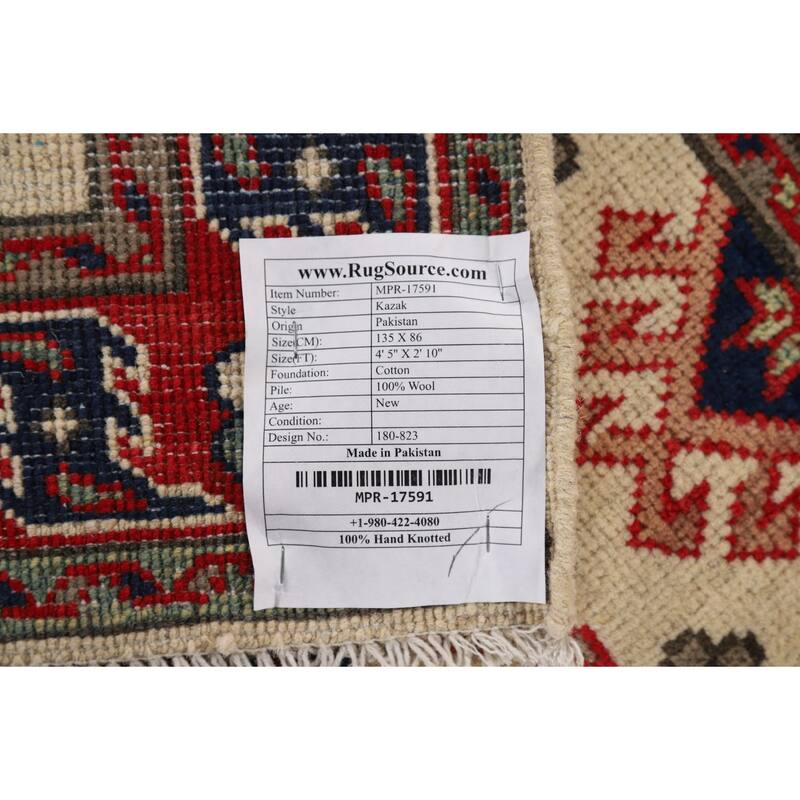 www.RugSource.com
Item Number: MPR-17591
Style Kazak
Origin Pakistan
Size(CM): 135 X 86
Size(FT): 4' 5" X 2' 10"
Foundation: Cotton
Pile: 100% Wool
Age: New
Condition:
Design No.: 180-823
Made in Pakistan
MPR-17591
+1-980-422-4080
100% Hand Knotted